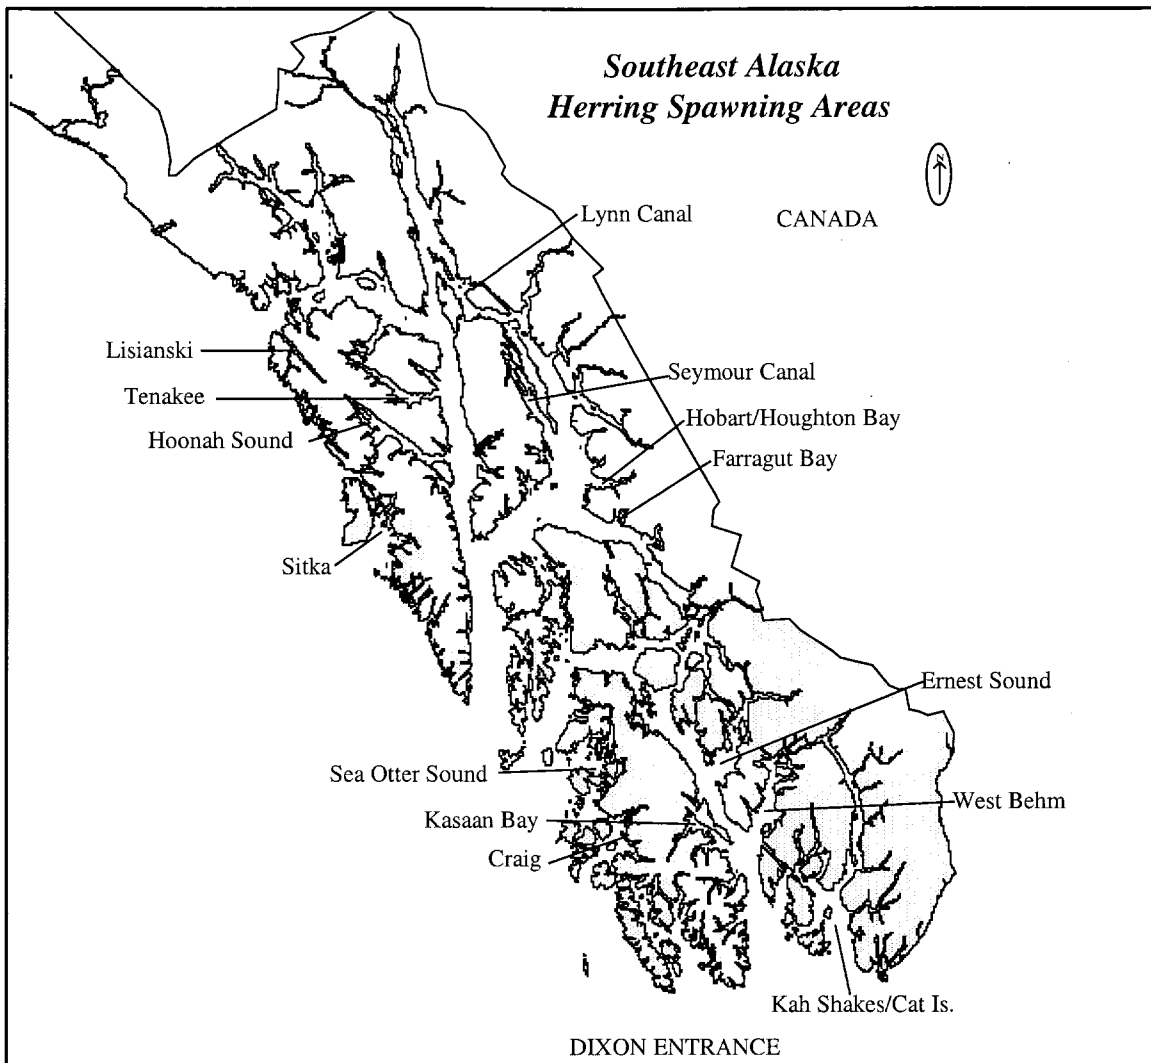 Southeast Alaska
Herring Spawning Areas
N
CANADA
Lynn Canal
Lisianski
Seymour Canal
Tenakee
Hobart/Houghton Bay
Hoonah Sound
Farragut Bay
Sitka
Ernest Sound
Sea Otter Sound
West Behm
Kasaan Bay
Craig
Kah Shakes/Cat Is.
DIXON ENTRANCE